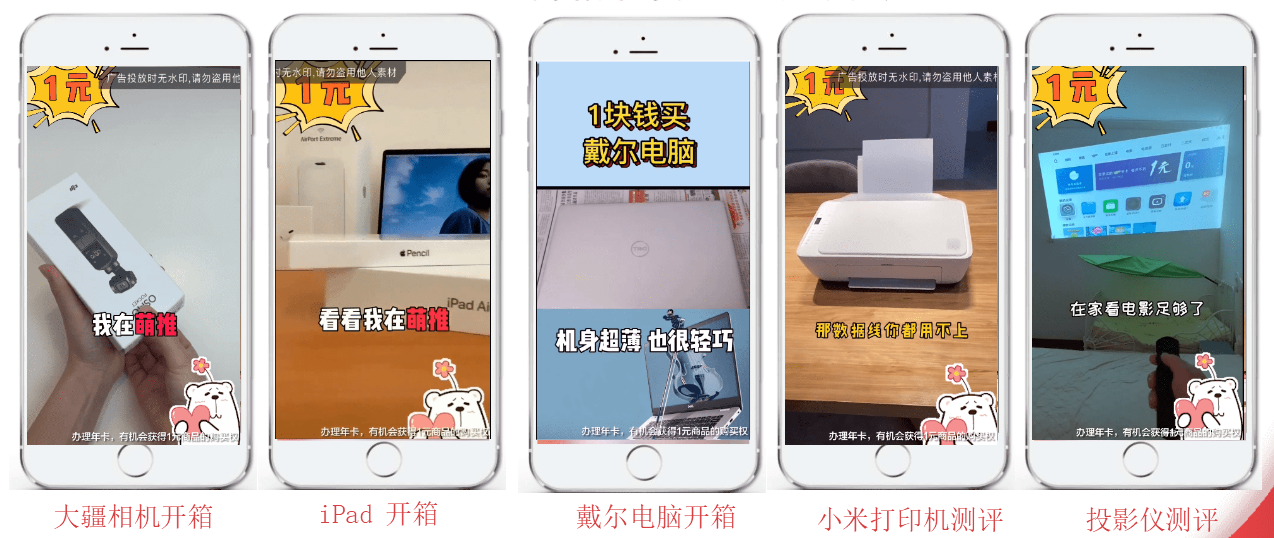 1元
广告投放时无水印,请勿盗用他
我在萌推
办理年卡，有机会获得1元商品的购买权
大疆相机开箱
时无水印,请勿盗用他人素材
1元
AirPort Extreme
Pencil
iPad Ai
看看我在萌推
办理年卡，有机会获得1元商品的购买权
iPad 开箱
1块钱买
戴尔电脑
DELL
机身超薄 也很轻巧
办理年卡，有机会获得1元商品的购买权
戴尔电脑开箱
1元
广告投放时无水印,请勿盗用他人素材
那数据线你都用不上
办理年卡，有机会获得1元商品的购买权
小米打印机测评
1元
1元
在家看电影足够了
办理年卡，有机会获得1元商品的购买权
投影仪测评